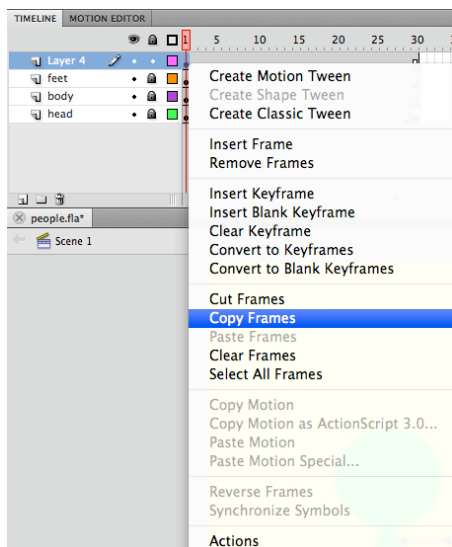 TIMELINE MOTION EDITOR
1 5 10 15 20 25 30
Layer 4
feet
body
head
people.fla*
Scene 1
Create Motion Tween
Create Shape Tween
Create Classic Tween
Insert Frame
Remove Frames
Insert Keyframe
Insert Blank Keyframe
Clear Keyframe
Convert to Keyframes
Convert to Blank Keyframes
Cut Frames
Copy Frames
Paste Frames
Clear Frames
Select All Frames
Copy Motion
Copy Motion as ActionScript 3.0...
Paste Motion
Paste Motion Special...
Reverse Frames
Synchronize Symbols
Actions